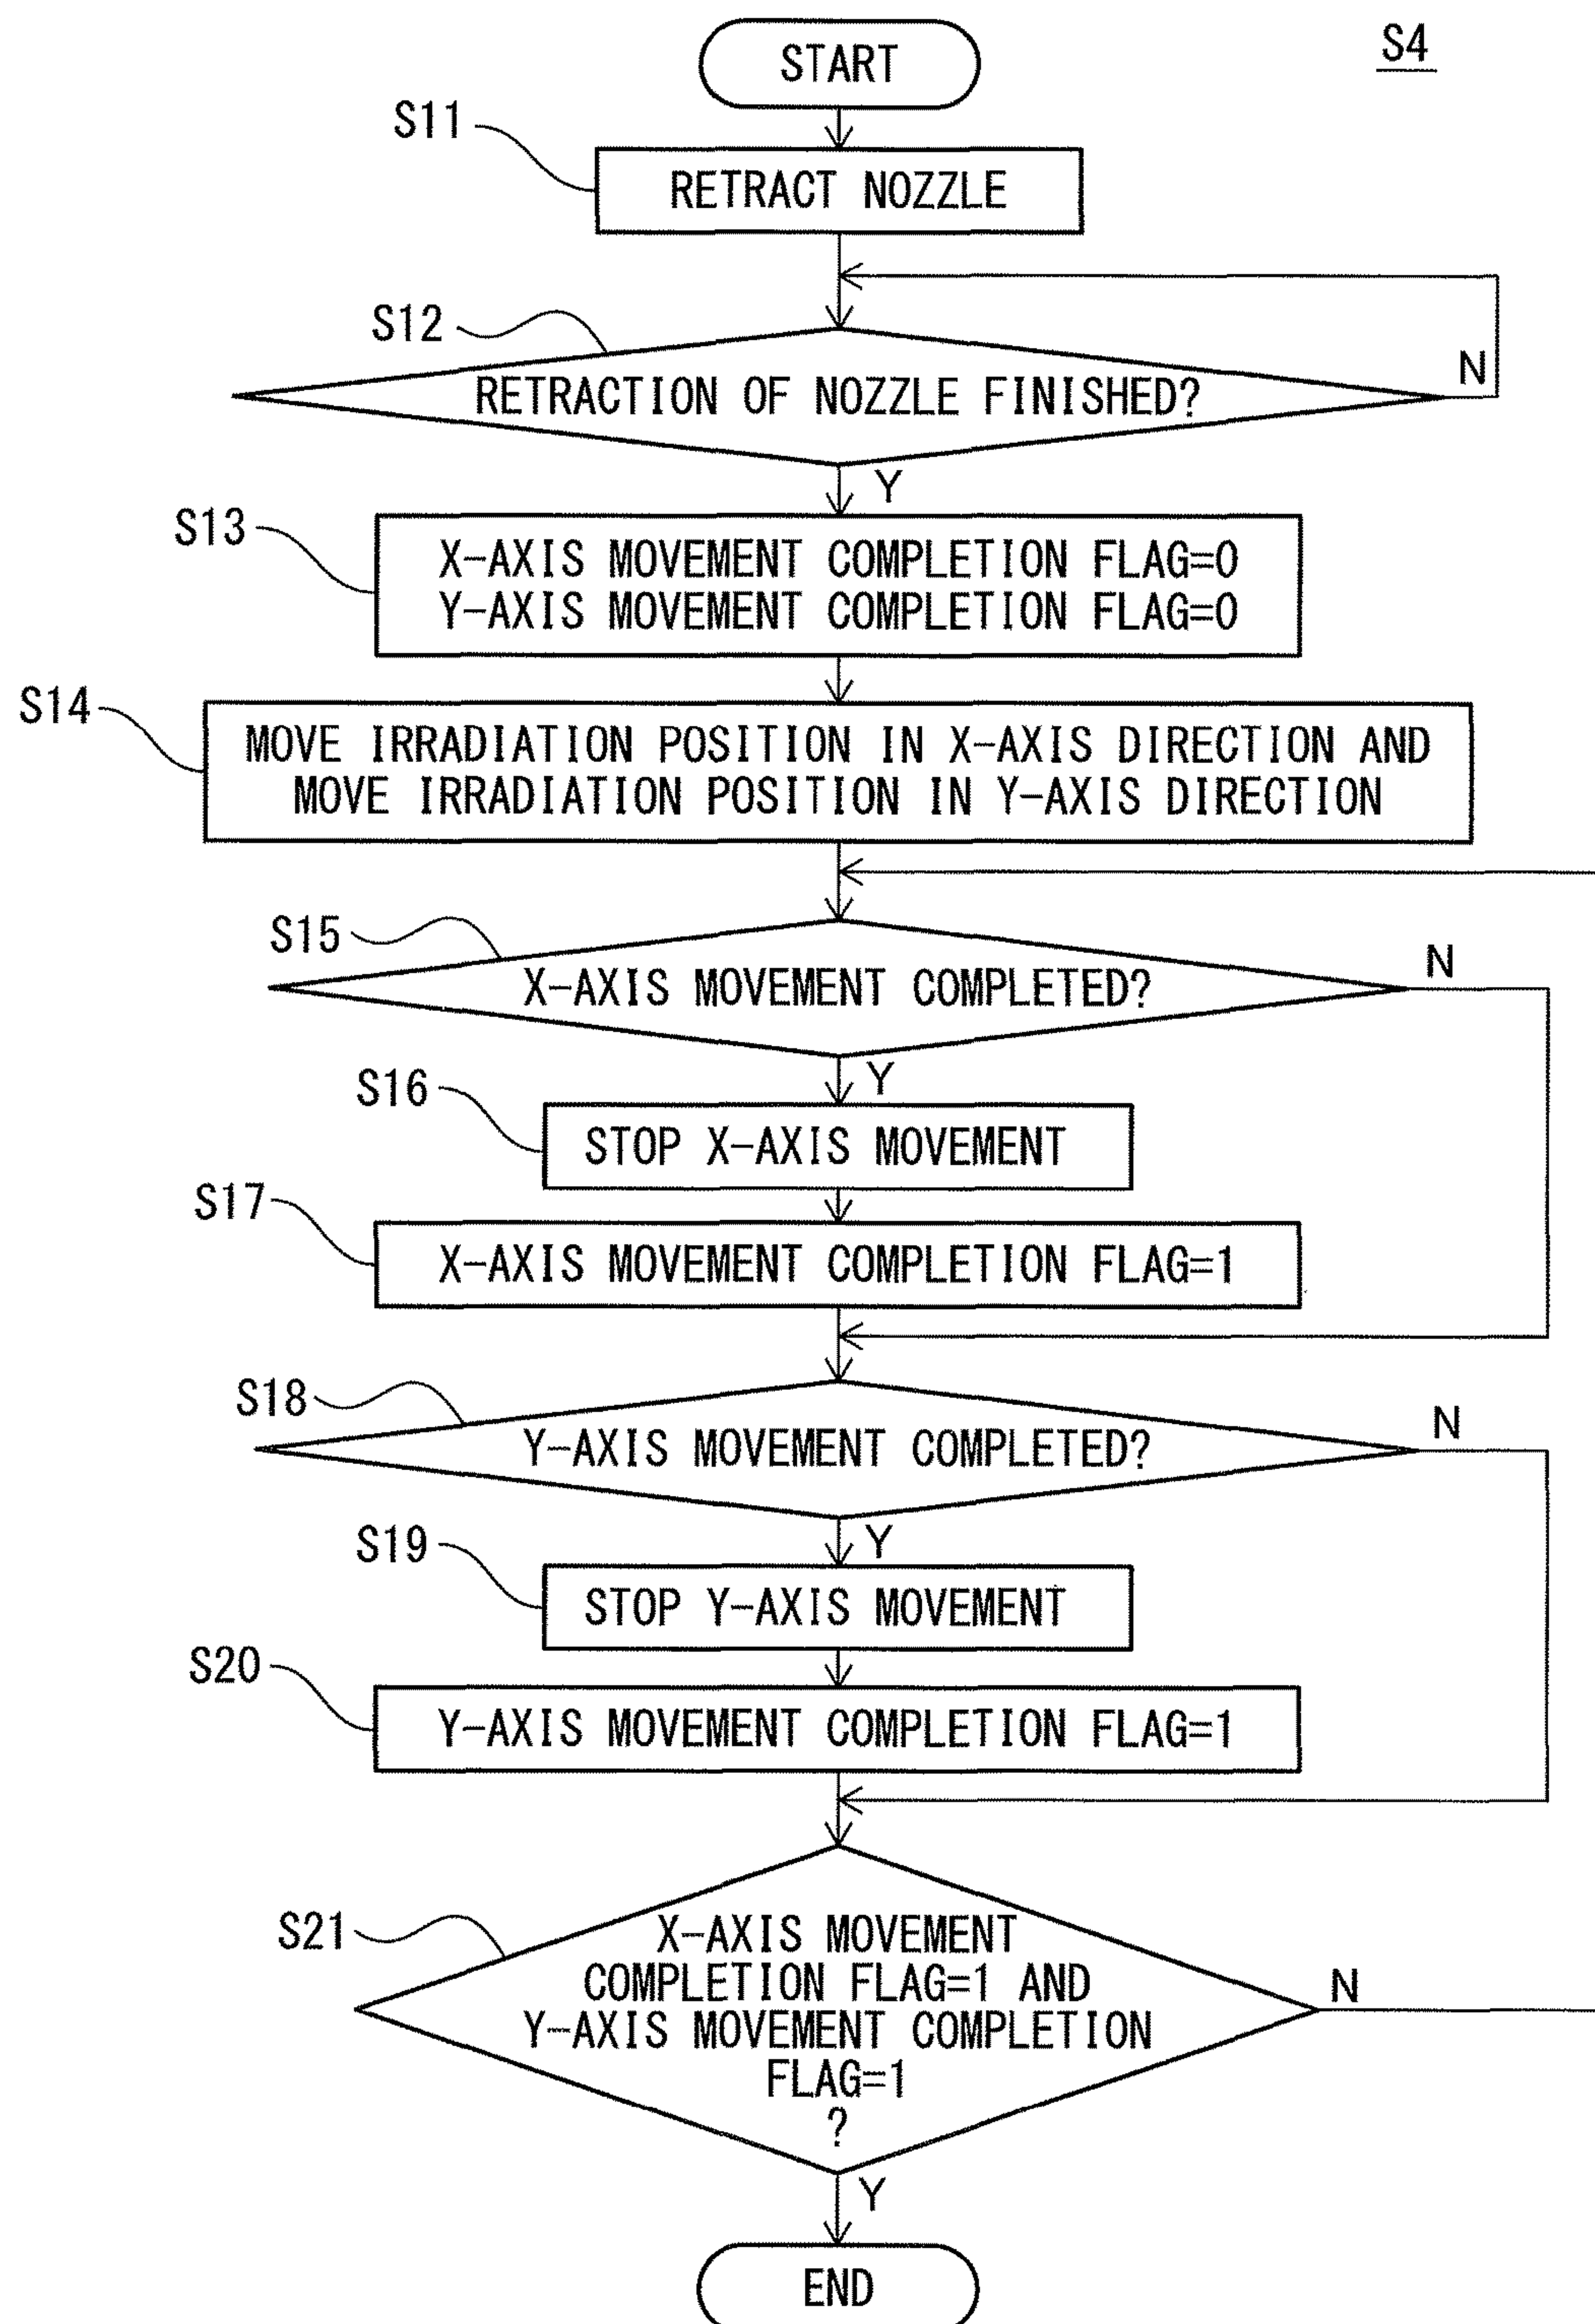 START
S4
S11
RETRACT NOZZLE
S12
RETRACTION OF NOZZLE FINISHED?
N
Y
S13
X-AXIS MOVEMENT COMPLETION FLAG=0
Y-AXIS MOVEMENT COMPLETION FLAG=0
S14
MOVE IRRADIATION POSITION IN X-AXIS DIRECTION AND
MOVE IRRADIATION POSITION IN Y-AXIS DIRECTION
S15
X-AXIS MOVEMENT COMPLETED?
N
Y
S16
STOP X-AXIS MOVEMENT
S17
X-AXIS MOVEMENT COMPLETION FLAG=1
S18
Y-AXIS MOVEMENT COMPLETED?
N
Y
S19
STOP Y-AXIS MOVEMENT
S20
Y-AXIS MOVEMENT COMPLETION FLAG=1
S21
X-AXIS MOVEMENT
COMPLETION FLAG=1 AND
Y-AXIS MOVEMENT COMPLETION
FLAG=1
?
N
Y
END